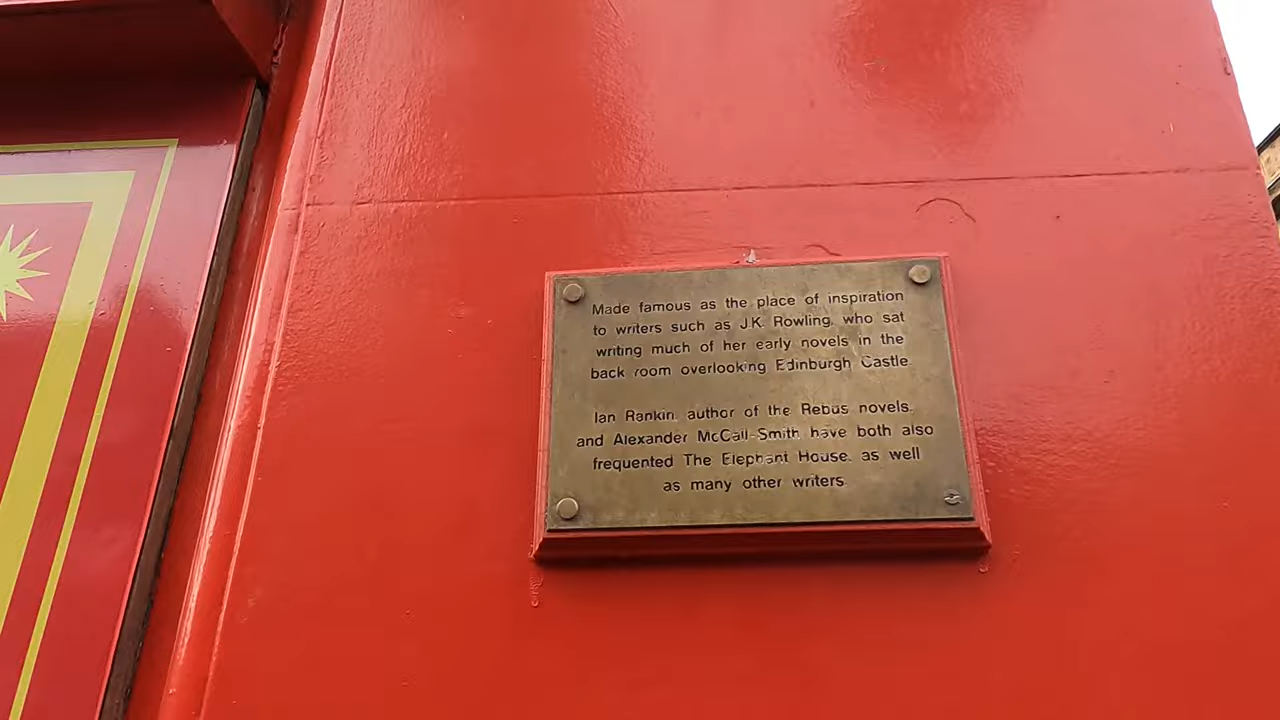 Made famous as the place of inspiration
to writers such as J.K. Rowling, who sat
writing much of her early novels in the
back room overlooking Edinburgh Castle.
Ian Rankin, author of the Rebus novels,
and Alexander McCall-Smith have both also
frequented The Elephant House, as well
as many other writers